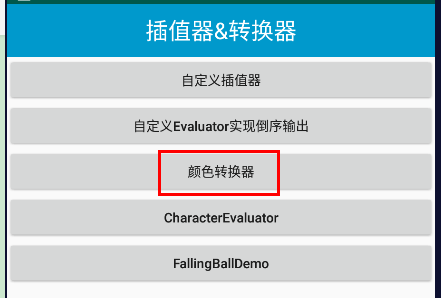 插值器&转换器
自定义插值器
自定义Evaluator实现倒序输出
颜色转换器
CharacterEvaluator
FallingBallDemo